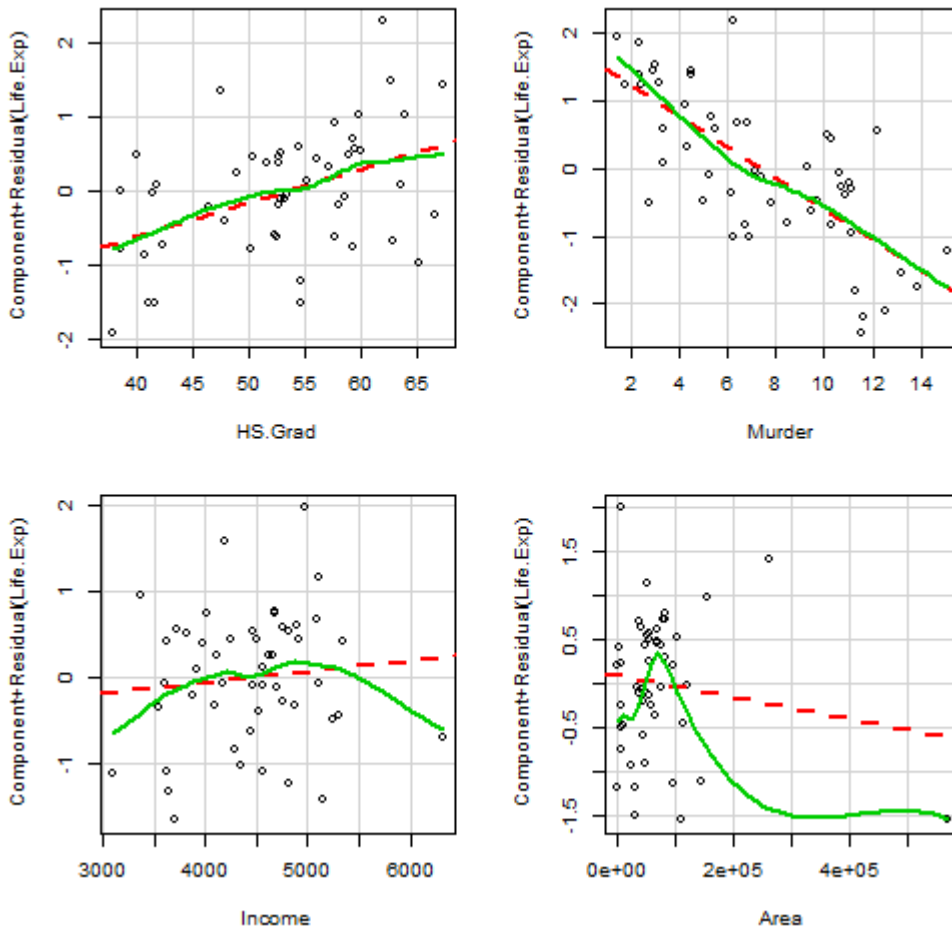 Component+Residual(Life.Exp)
2
1
0
-1
-2
40 45 50 55 60 65
HS.Grad
Component+Residual(Life.Exp)
2
1
0
-1
-2
2 4 6 8 10 12 14
Murder
Component+Residual(Life.Exp)
2
1
0
-1
3000 4000 5000 6000
Income
Component+Residual(Life.Exp)
1.5
0.5
-0.5
-1.5
0e+00 2e+05 4e+05
Area